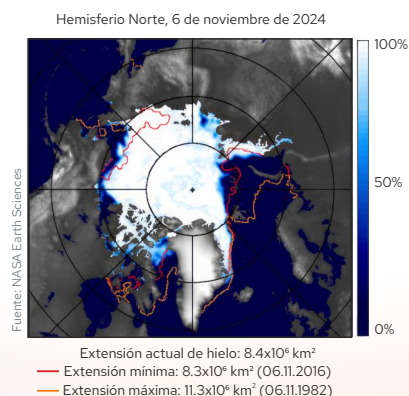 Hemisferio Norte, 6 de noviembre de 2024
100%
50%
0%
Fuente: NASA Earth Sciences
Extensión actual de hielo: 8.4x10⁶ km²
Extensión mínima: 8.3x10⁶ km² (06.11.2016)
Extensión máxima: 11.3x10⁶ km² (06.11.1982)